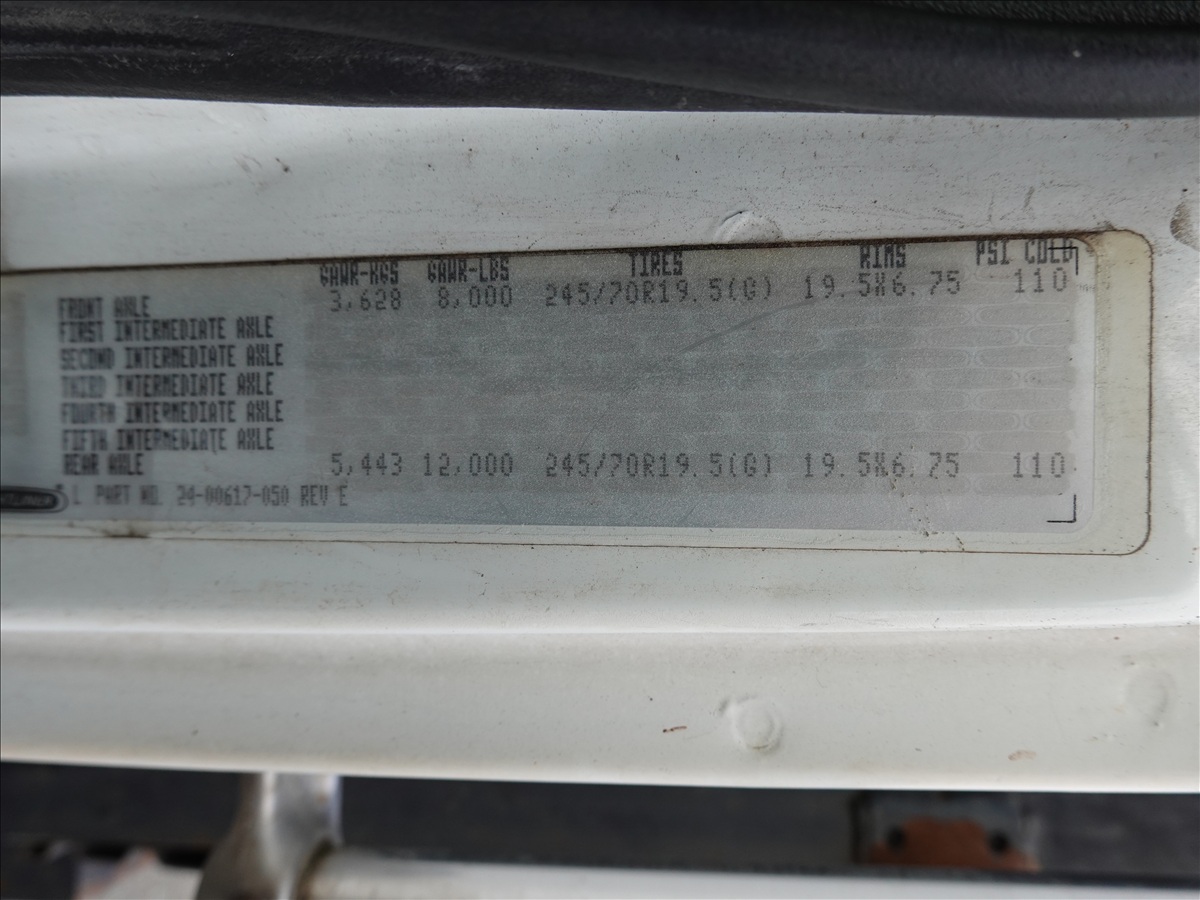 GAWR-KGS GAWR-LBS TIRES RIMS PSI COLD
FRONT AXLE 3,628 8,000 245/70R19.5(G) 19.5X6.75 110
FIRST INTERMEDIATE AXLE
SECOND INTERMEDIATE AXLE
THIRD INTERMEDIATE AXLE
FOURTH INTERMEDIATE AXLE
FIFTH INTERMEDIATE AXLE
REAR AXLE 5,443 12,000 245/70R19.5(G) 19.5X6.75 110
PART NO. 24-00617-050 REV E